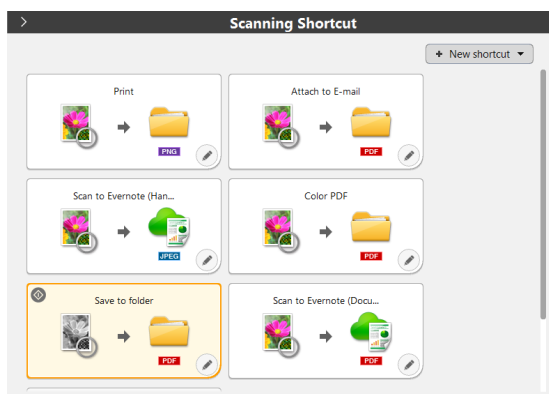 Scanning Shortcut
+ New shortcut
Print
PNG
Attach to E-mail
PDF
Scan to Evernote (Han...
JPEG
Color PDF
PDF
Save to folder
PDF
Scan to Evernote (Docu...
PDF